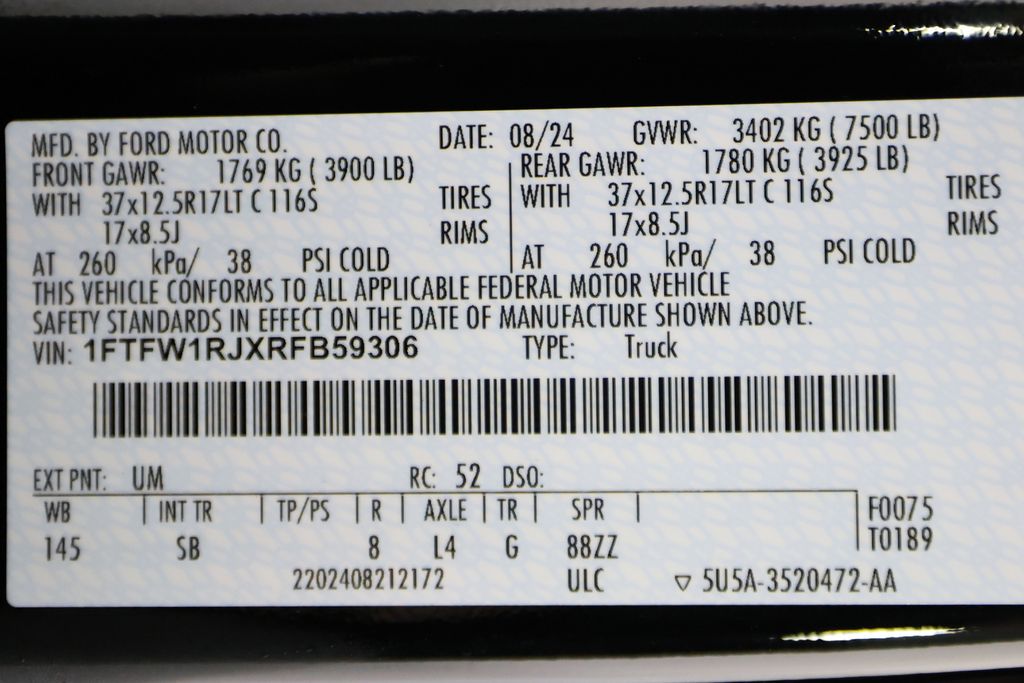 MFD. BY FORD MOTOR CO. DATE: 08/24 GVWR: 3402 KG ( 7500 LB)
FRONT GAWR: 1769 KG ( 3900 LB) REAR GAWR: 1780 KG ( 3925 LB)
WITH 37x12.5R17LT C 116S TIRES WITH 37x12.5R17LT C 116S TIRES
17x8.5J RIMS 17x8.5J RIMS
AT 260 kPa/ 38 PSI COLD AT 260 kPa/ 38 PSI COLD
THIS VEHICLE CONFORMS TO ALL APPLICABLE FEDERAL MOTOR VEHICLE
SAFETY STANDARDS IN EFFECT ON THE DATE OF MANUFACTURE SHOWN ABOVE.
VIN: 1FTFW1RJXRFB59306 TYPE: Truck
EXT PNT: UM RC: 52 DSO:
WB INT TR TP/PS R AXLE TR SPR F0075
145 SB 8 L4 G 88ZZ T0189
2202408212172 ULC ▽ 5U5A-3520472-AA